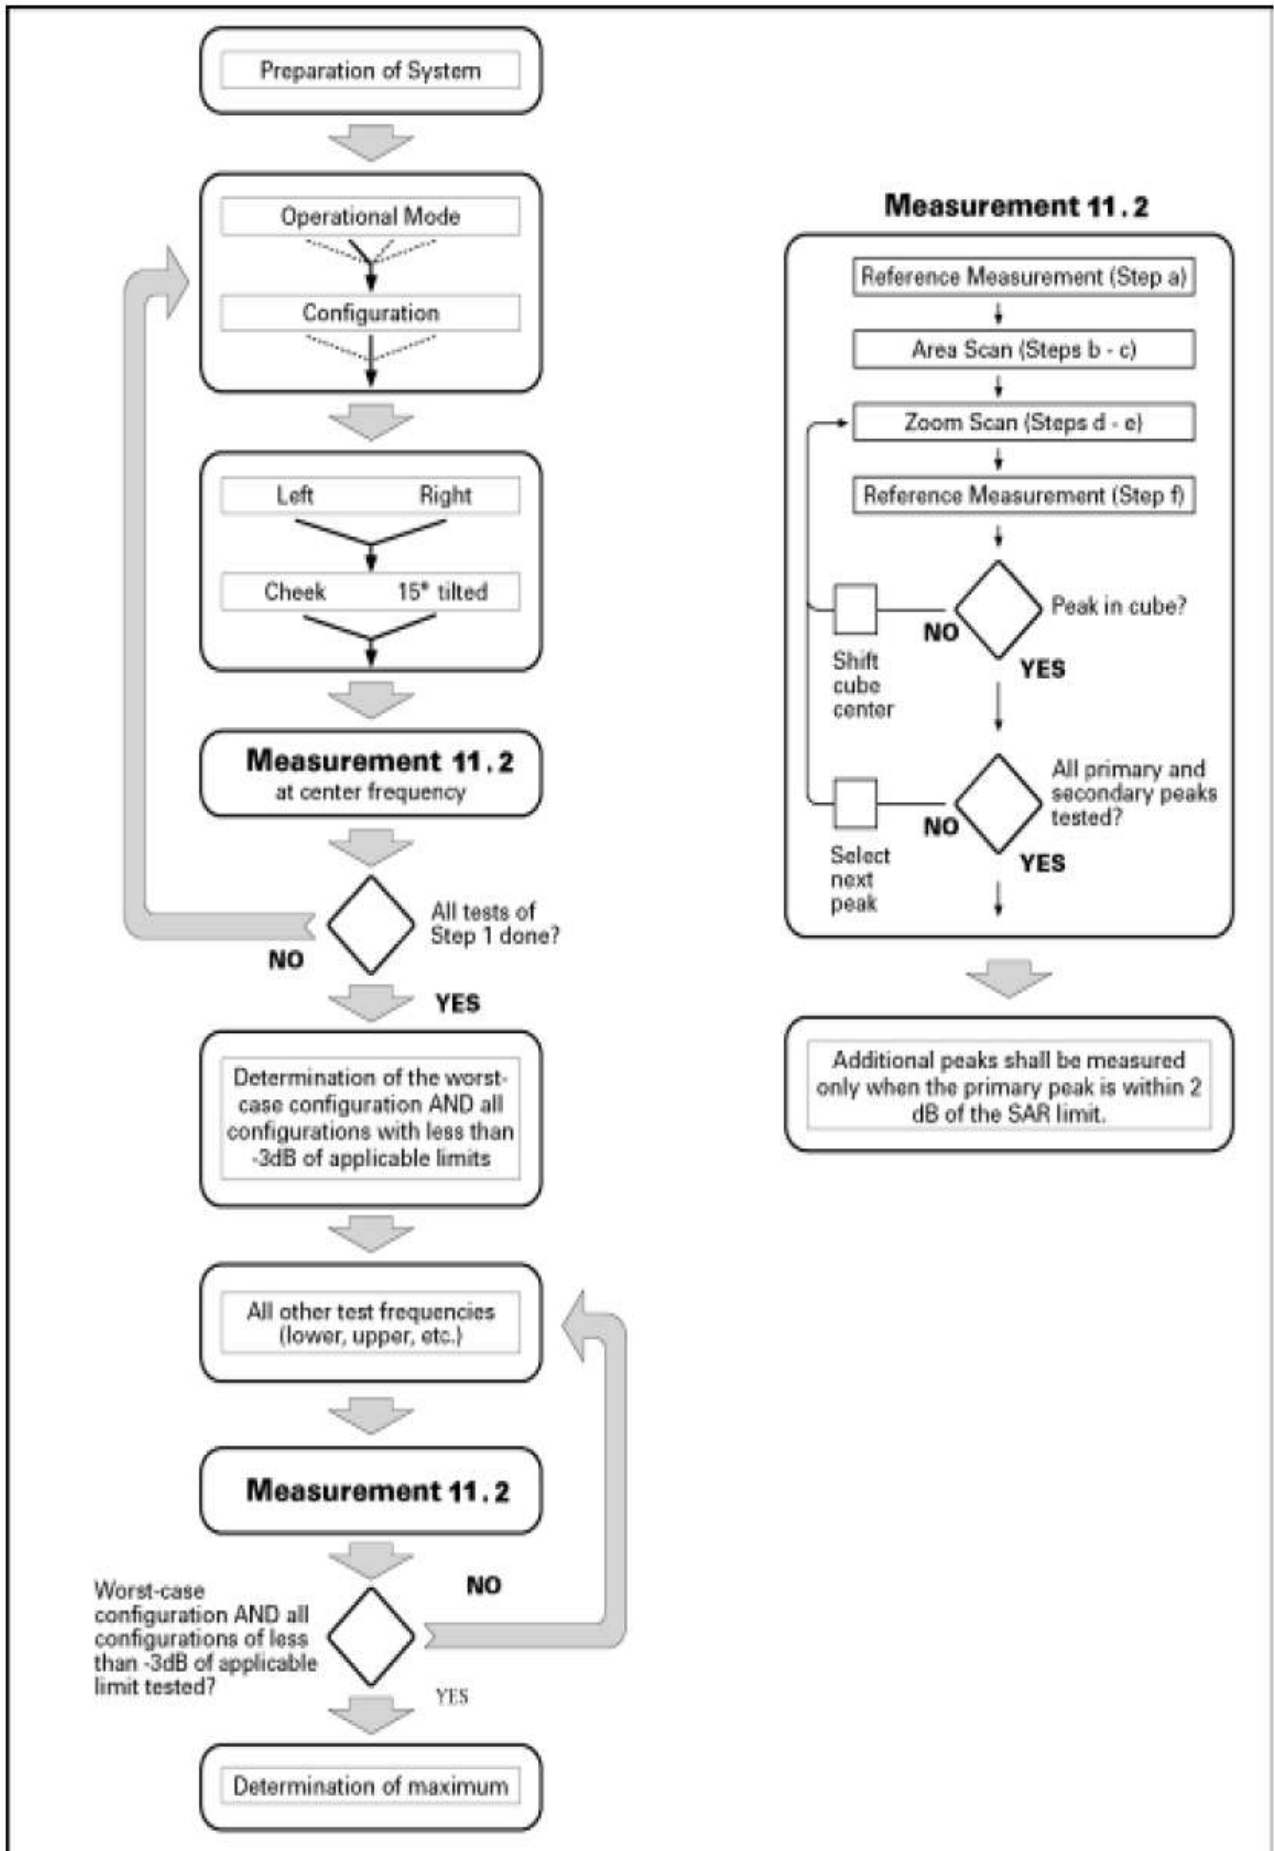 Preparation of System
Operational Mode
Configuration
Left Right
Cheek 15° tilted
Measurement 11.2
at center frequency
All tests of
Step 1 done?
NO
YES
Determination of the worst-
case configuration AND all
configurations with less than
-3dB of applicable limits
All other test frequencies
(lower, upper, etc.)
Measurement 11.2
NO
Worst-case
configuration AND all
configurations of less
than -3dB of applicable
limit tested?
YES
Determination of maximum
Measurement 11.2
Reference Measurement (Step a)
Area Scan (Steps b - c)
Zoom Scan (Steps d - e)
Reference Measurement (Step f)
Peak in cube?
NO
Shift
cube
center
YES
All primary and
secondary peaks
tested?
NO
Select
next
peak
YES
Additional peaks shall be measured
only when the primary peak is within 2
dB of the SAR limit.